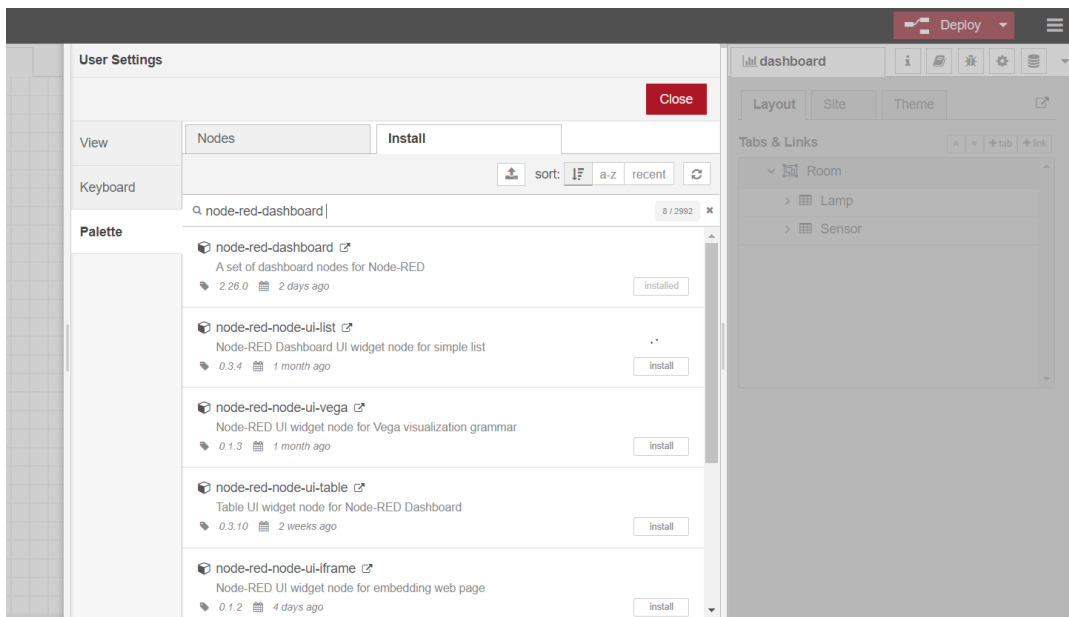 Deploy
User Settings
dashboard
i
Close
Layout Site Theme
View
Nodes Install
Tabs & Links
+tab +link
sort: a-z recent
Room
Keyboard
Lamp
node-red-dashboard
8 / 2992
Sensor
Palette
node-red-dashboard
A set of dashboard nodes for Node-RED
2.26.0 2 days ago
installed
node-red-node-ui-list
Node-RED Dashboard UI widget node for simple list
0.3.4 1 month ago
install
node-red-node-ui-vega
Node-RED UI widget node for Vega visualization grammar
0.1.3 1 month ago
install
node-red-node-ui-table
Table UI widget node for Node-RED Dashboard
0.3.10 2 weeks ago
install
node-red-node-ui-iframe
Node-RED UI widget node for embedding web page
0.1.2 4 days ago
install